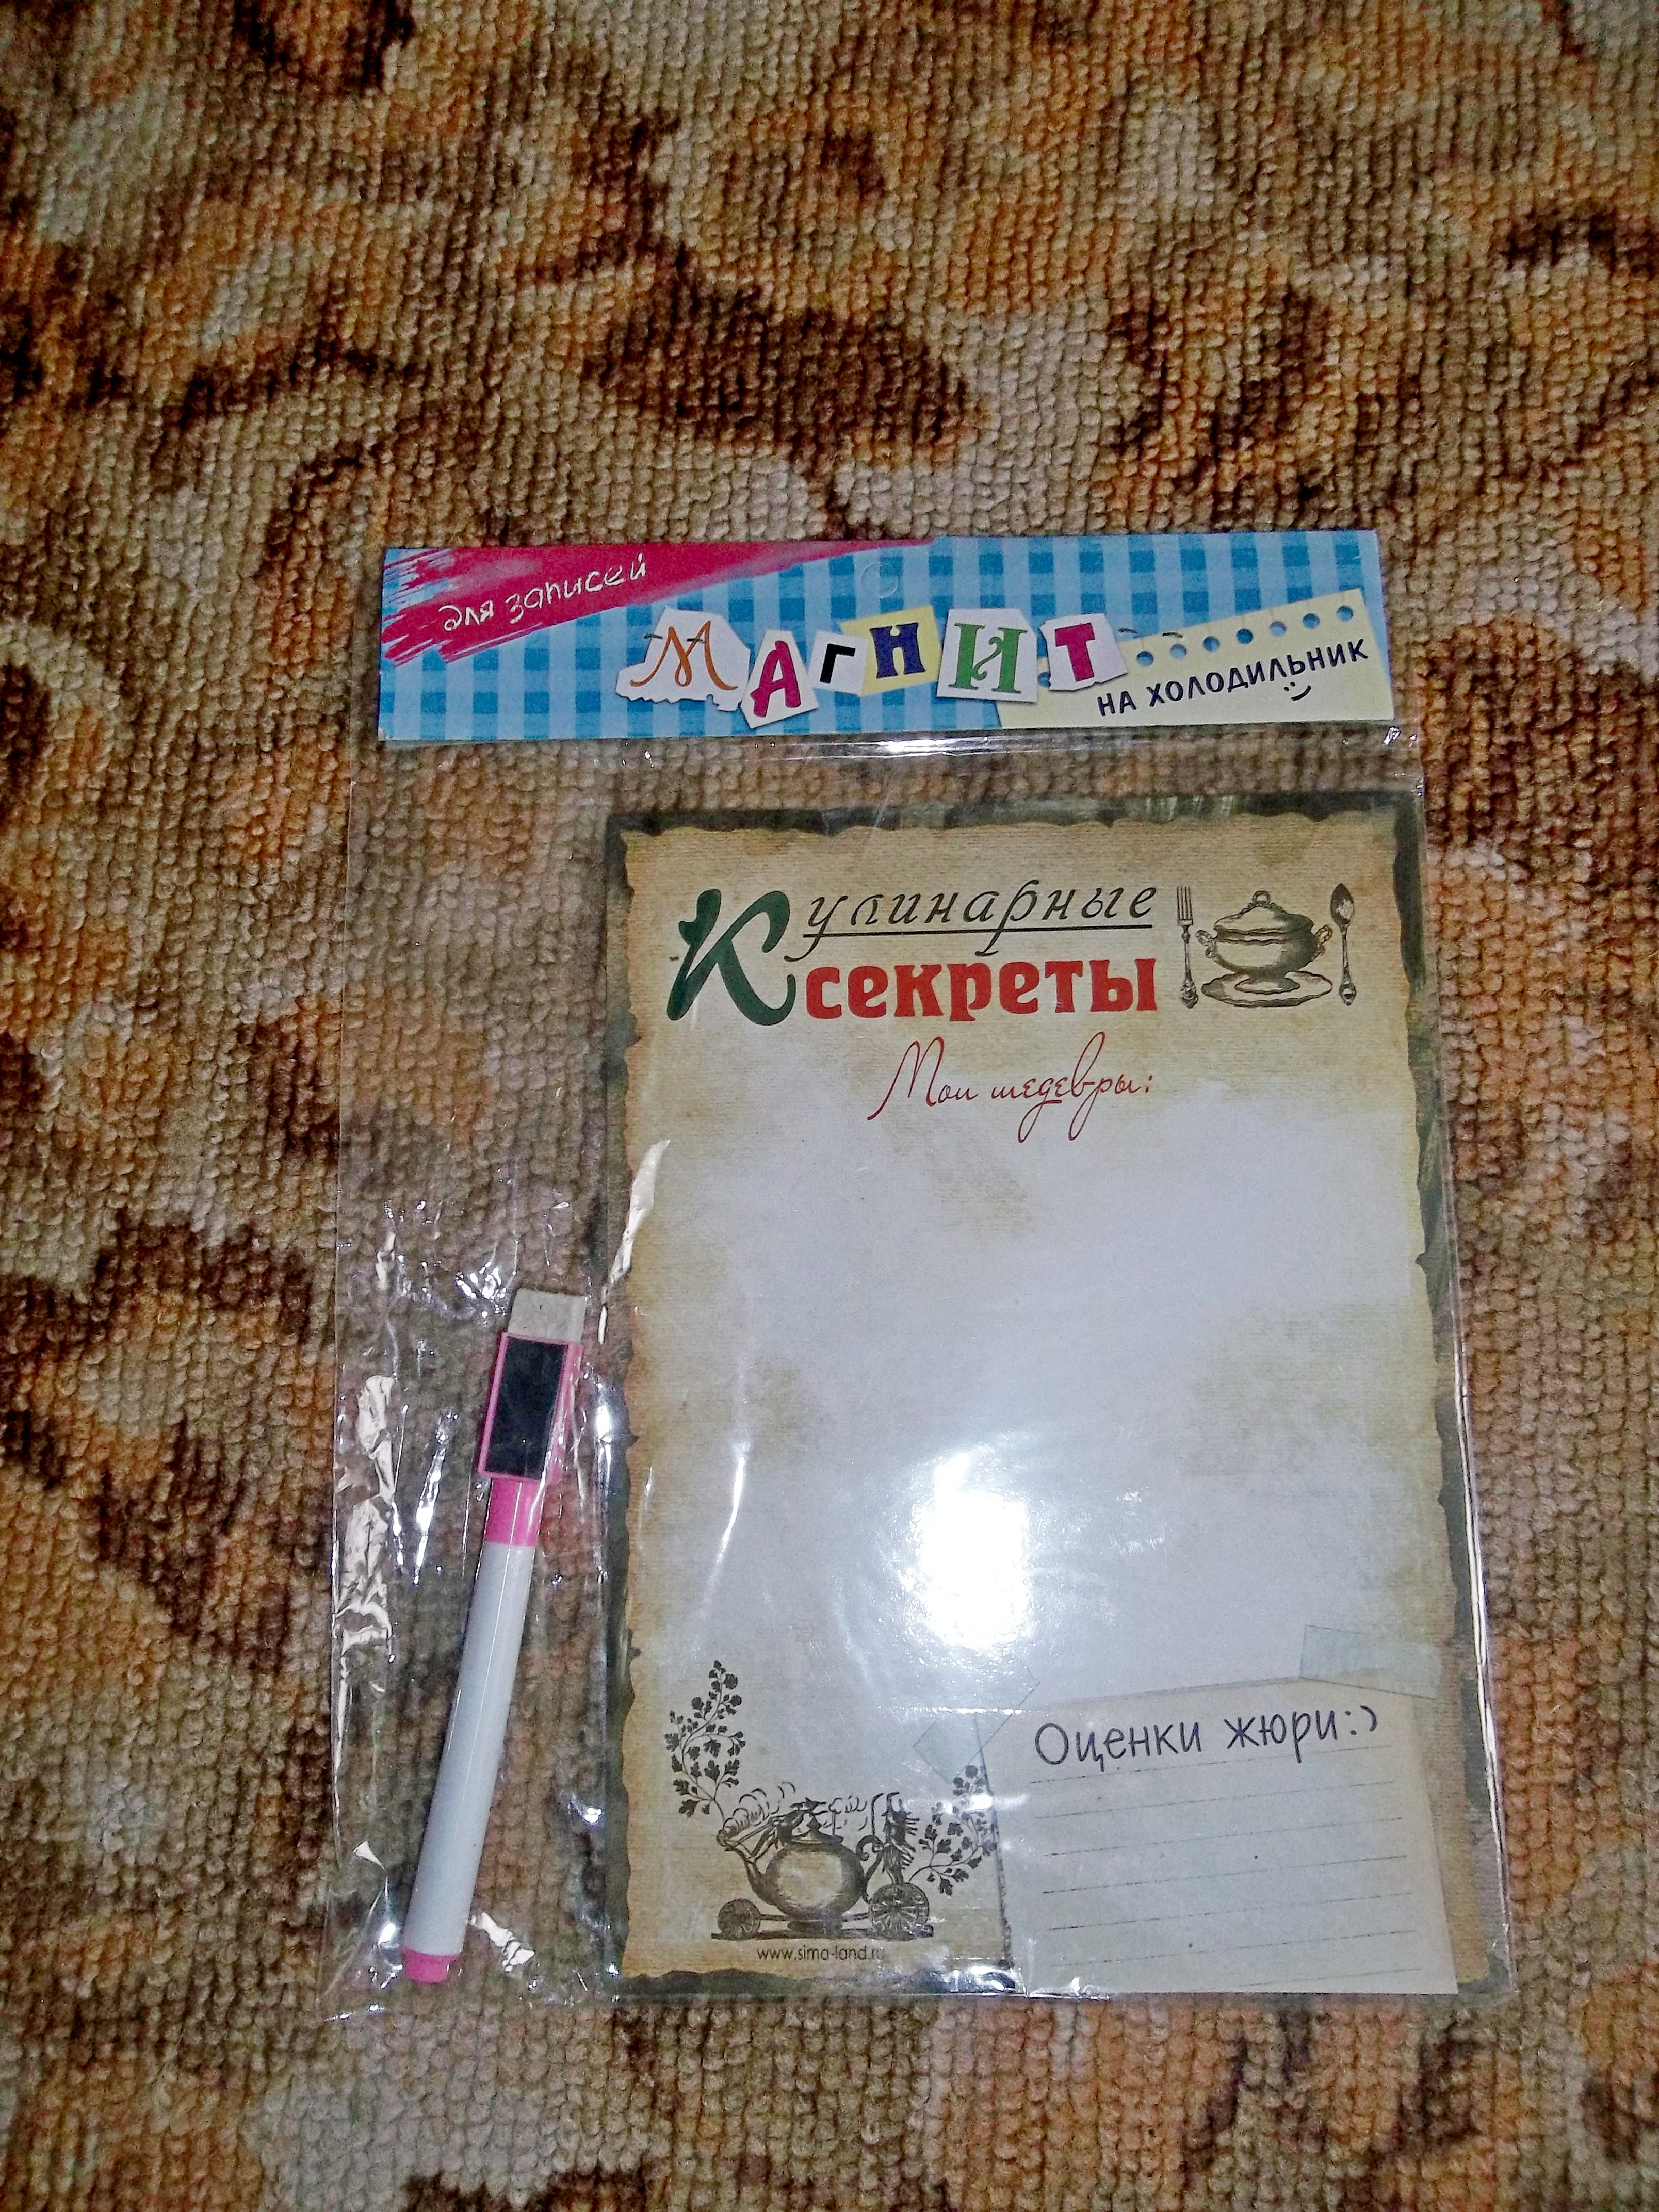 для записей
МАГНИТ
НА ХОЛОДИЛЬНИК
Кулинарные
секреты
Мои шедевры:
Оценки жюри:)
www.sima-land.ru